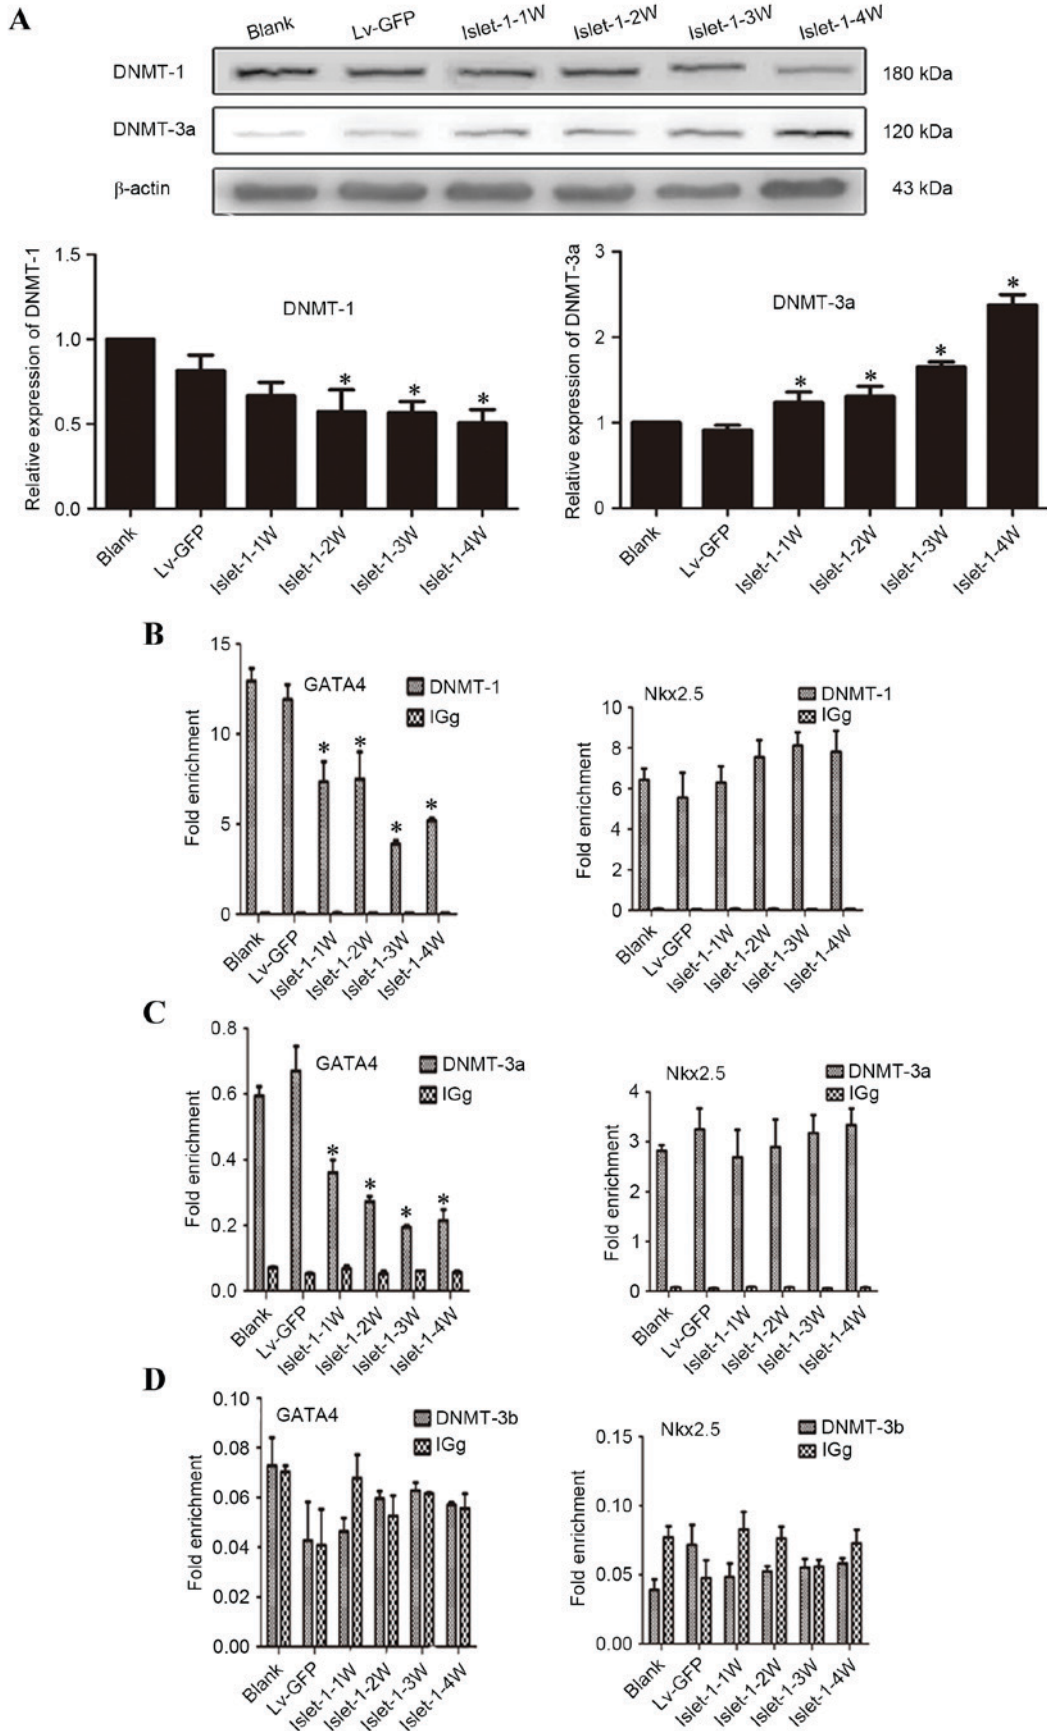 A
Blank Lv-GFP Islet-1-1W Islet-1-2W Islet-1-3W Islet-1-4W
DNMT-1 180 kDa
DNMT-3a 120 kDa
β-actin 43 kDa
Relative expression of DNMT-1
1.5
1.0
0.5
0.0
DNMT-1
* * *
Blank Lv-GFP Islet-1-1W Islet-1-2W Islet-1-3W Islet-1-4W
Relative expression of DNMT-3a
3
2
1
0
DNMT-3a
* * * *
Blank Lv-GFP Islet-1-1W Islet-1-2W Islet-1-3W Islet-1-4W
B
Fold enrichment
15
10
5
0
GATA4
DNMT-1
IGg
* * * *
Blank Lv-GFP Islet-1-1W Islet-1-2W Islet-1-3W Islet-1-4W
Fold enrichment
10
8
6
4
2
0
Nkx2.5
DNMT-1
IGg
Blank Lv-GFP Islet-1-1W Islet-1-2W Islet-1-3W Islet-1-4W
C
Fold enrichment
0.8
0.6
0.4
0.2
0.0
GATA4
DNMT-3a
IGg
* * * *
Blank Lv-GFP Islet-1-1W Islet-1-2W Islet-1-3W Islet-1-4W
Fold enrichment
4
3
2
1
0
Nkx2.5
DNMT-3a
IGg
Blank Lv-GFP Islet-1-1W Islet-1-2W Islet-1-3W Islet-1-4W
D
Fold enrichment
0.10
0.08
0.06
0.04
0.02
0.00
GATA4
DNMT-3b
IGg
Blank Lv-GFP Islet-1-1W Islet-1-2W Islet-1-3W Islet-1-4W
Fold enrichment
0.15
0.10
0.05
0.00
Nkx2.5
DNMT-3b
IGg
Blank Lv-GFP Islet-1-1W Islet-1-2W Islet-1-3W Islet-1-4W